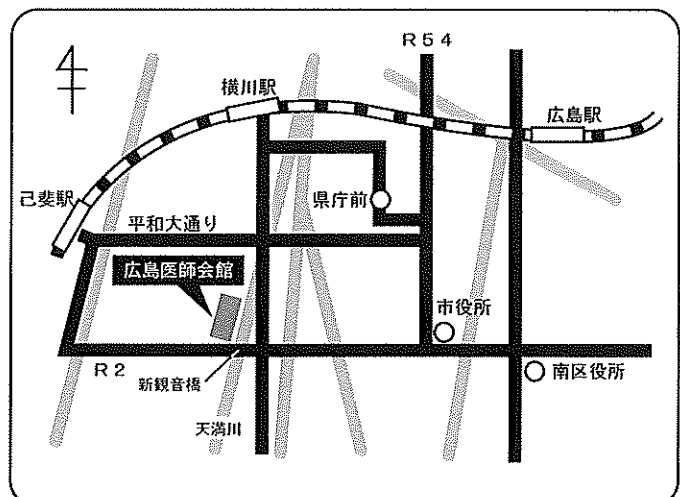 R54
横川駅
広島駅
己斐駅
県庁前
平和大通り
広島医師会館
市役所
R2
新観音橋
南区役所
天満川